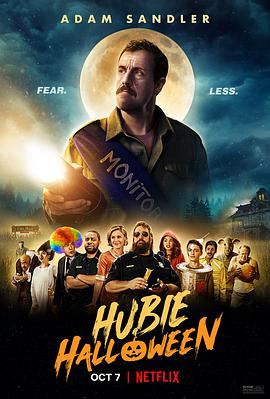 ADAM SANDLER
FEAR.
LESS.
MONITOR
HUBIE
HALLOWEEN
OCT 7 | NETFLIX